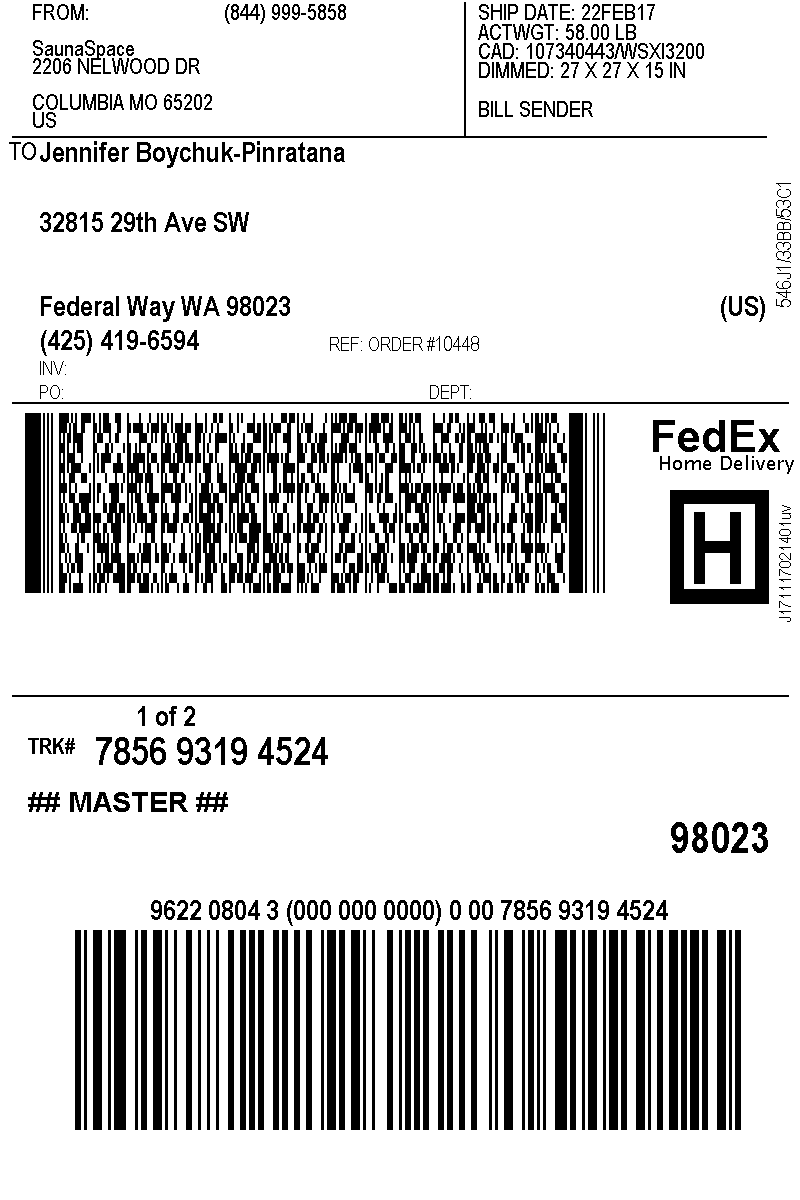 FROM: (844) 999-5858
SaunaSpace
2206 NELWOOD DR
COLUMBIA MO 65202
US
SHIP DATE: 22FEB17
ACTWGT: 58.00 LB
CAD: 107340443/WSXI3200
DIMMED: 27 X 27 X 15 IN
BILL SENDER
TO Jennifer Boychuk-Pinratana
32815 29th Ave SW
Federal Way WA 98023 (US)
(425) 419-6594 REF: ORDER #10448
INV:
PO: DEPT:
546J1/33BB/53C1
FedEx
Home Delivery
H
J171117021401uv
1 of 2
TRK# 7856 9319 4524
## MASTER ##
98023
9622 0804 3 (000 000 0000) 0 00 7856 9319 4524